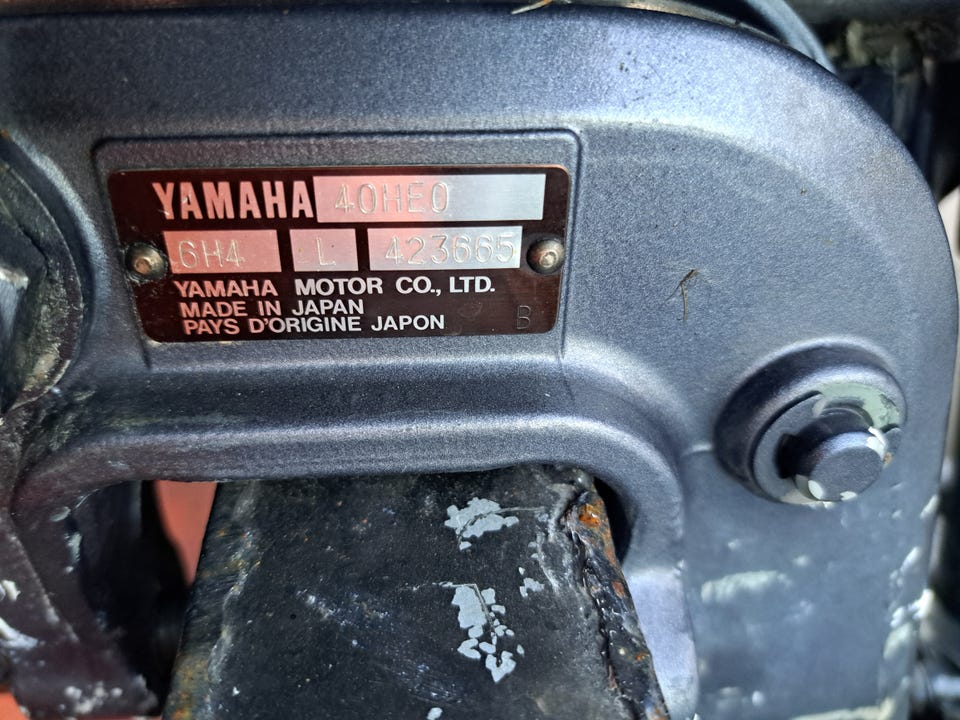 YAMAHA 40HEO
6H4 L 423665
YAMAHA MOTOR CO., LTD.
MADE IN JAPAN
PAYS D'ORIGINE JAPON B